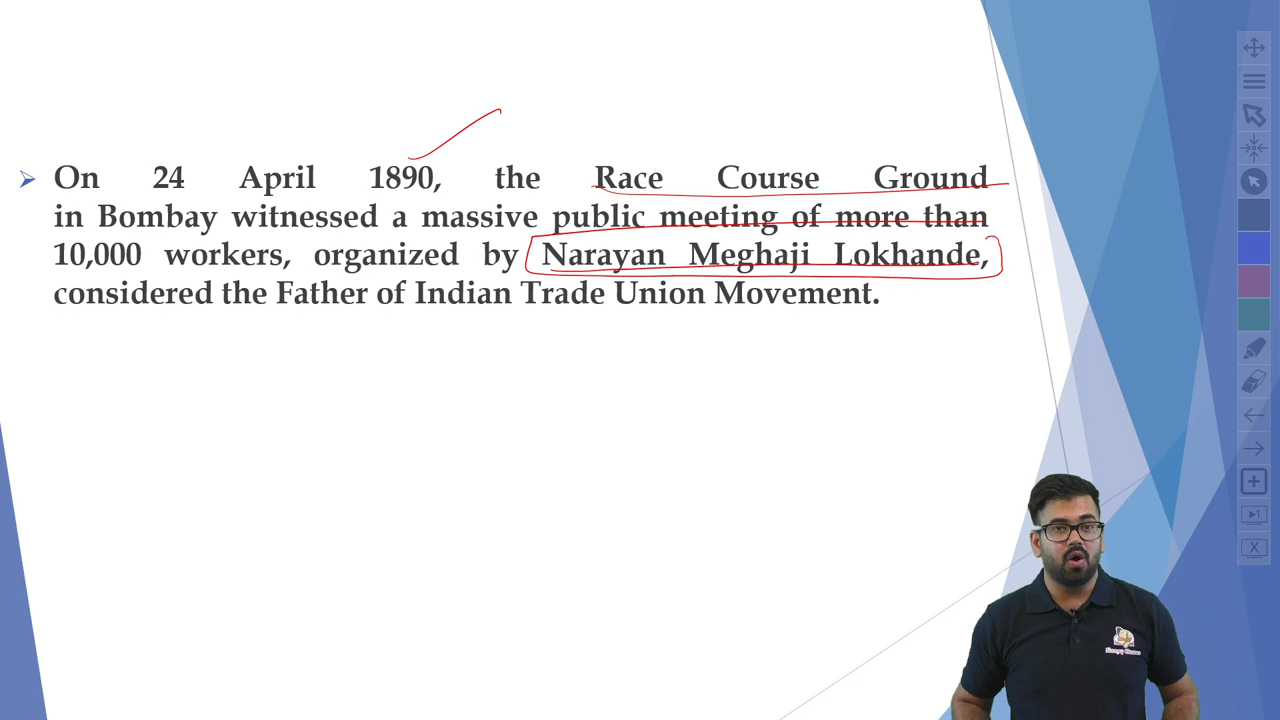 On 24 April 1890, the Race Course Ground
in Bombay witnessed a massive public meeting of more than
10,000 workers, organized by Narayan Meghaji Lokhande,
considered the Father of Indian Trade Union Movement.